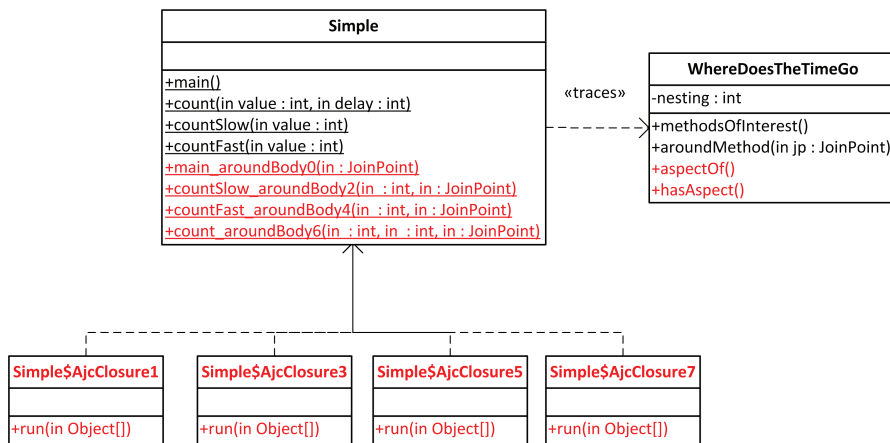 Simple
+main()
+count(in value : int, in delay : int)
+countSlow(in value : int)
+countFast(in value : int)
+main_aroundBody0(in : JoinPoint)
+countSlow_aroundBody2(in : int, in : JoinPoint)
+countFast_aroundBody4(in : int, in : JoinPoint)
+count_aroundBody6(in : int, in : int, in : JoinPoint)
«traces»
WhereDoesTheTimeGo
-nesting : int
+methodsOfInterest()
+aroundMethod(in jp : JoinPoint)
+aspectOf()
+hasAspect()
Simple$AjcClosure1
+run(in Object[])
Simple$AjcClosure3
+run(in Object[])
Simple$AjcClosure5
+run(in Object[])
Simple$AjcClosure7
+run(in Object[])